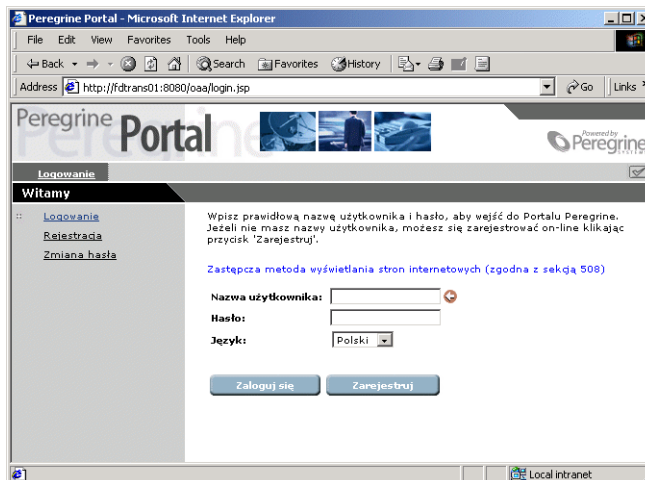 Peregrine Portal - Microsoft Internet Explorer
File Edit View Favorites Tools Help
Back Search Favorites History
Address http://fdtrans01:8080/oaa/login.jsp Go Links
Peregrine Portal
Powered by
Peregrine
SYSTEMS
Logowanie
Witamy
Logowanie
Rejestracja
Zmiana hasła
Wpisz prawidłową nazwę użytkownika i hasło, aby wejść do Portalu Peregrine.
Jeżeli nie masz nazwy użytkownika, możesz się zarejestrować on-line klikając
przycisk 'Zarejestruj'.
Zastępcza metoda wyświetlania stron internetowych (zgodna z sekcją 508)
Nazwa użytkownika:
Hasło:
Język: Polski
Zaloguj się Zarejestruj
Local intranet